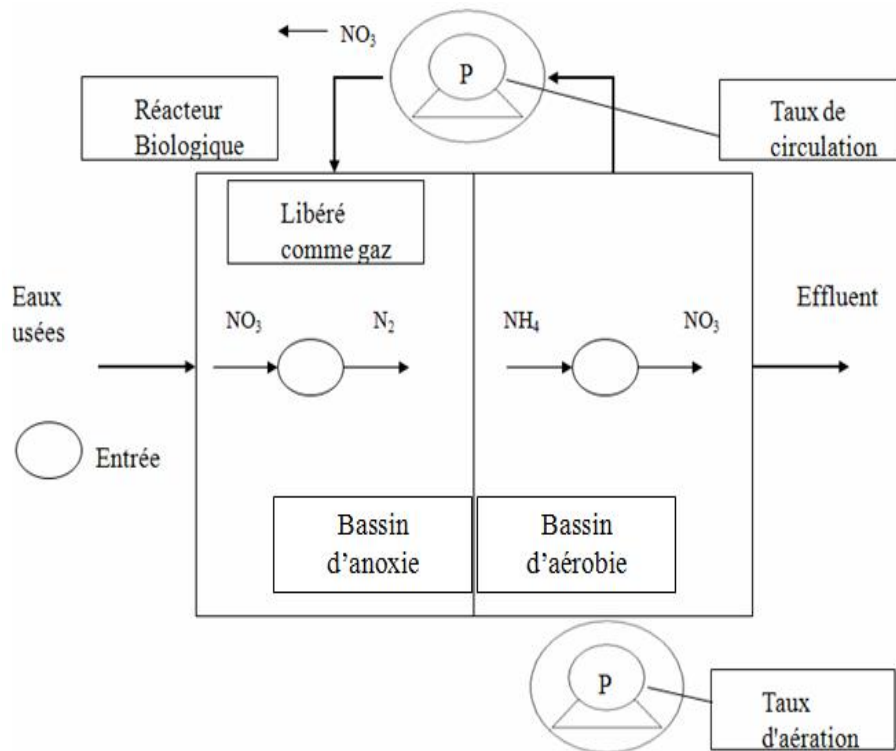 NO₃
P
Réacteur
Biologique
Taux de
circulation
Libéré
comme gaz
Eaux
usées
Effluent
NO₃
N₂
NH₄
NO₃
Entrée
Bassin
d'anoxie
Bassin
d'aérobie
P
Taux
d'aération